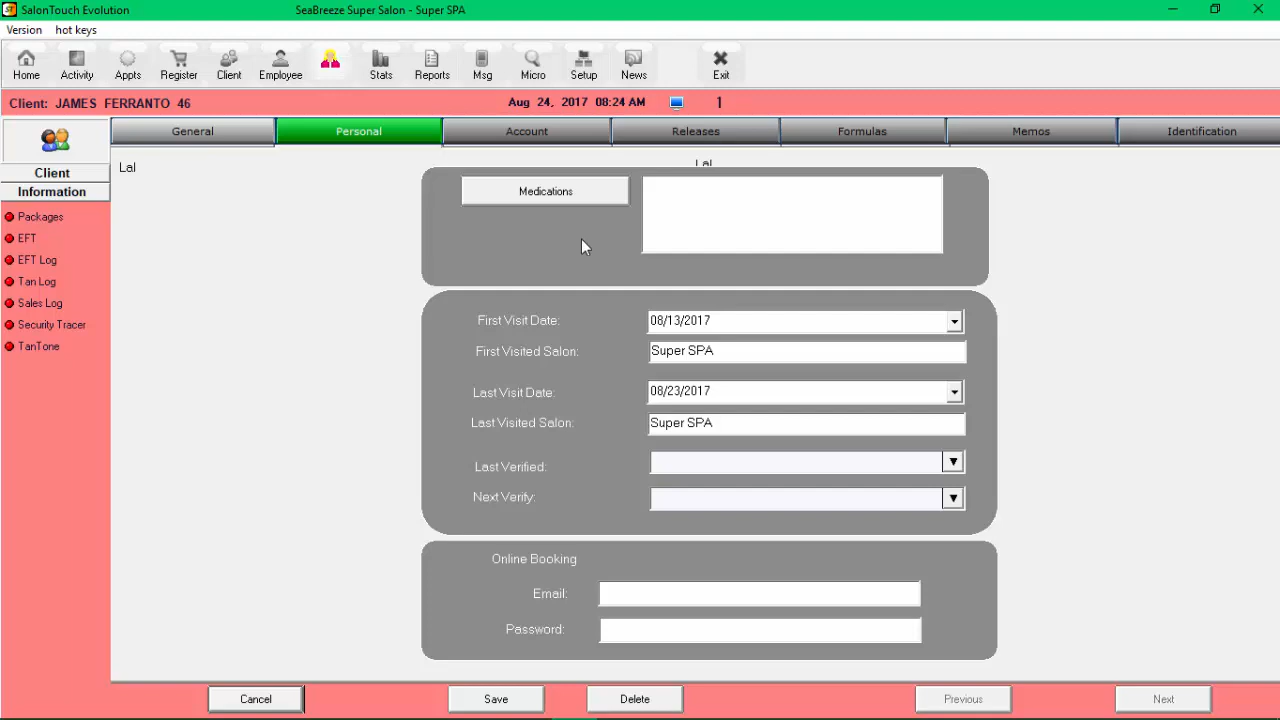 SalonTouch Evolution SeaBreeze Super Salon - Super SPA
Version hot keys
Home Activity Appts Register Client Employee Stats Reports Msg Micro Setup News Exit
Client: JAMES FERRANTO 46 Aug 24, 2017 08:24 AM 1
General Personal Account Releases Formulas Memos Identification
Client
Information
Packages
EFT
EFT Log
Tan Log
Sales Log
Security Tracer
TanTone
Lal Lal
Medications
First Visit Date: 08/13/2017
First Visited Salon: Super SPA
Last Visit Date: 08/23/2017
Last Visited Salon: Super SPA
Last Verified:
Next Verify:
Online Booking
Email:
Password:
Cancel Save Delete Previous Next